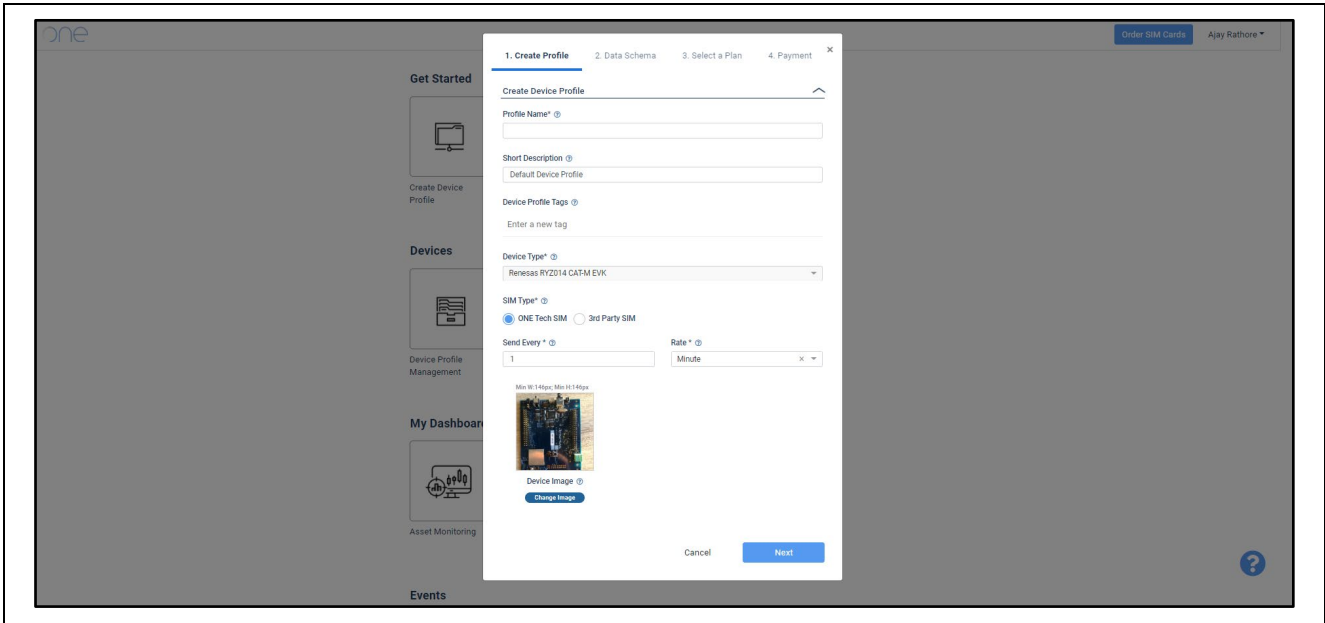 one
Order SIM Cards
Ajay Rathore
1. Create Profile 2. Data Schema 3. Select a Plan 4. Payment ×
Get Started
Create Device Profile
Profile Name*
Short Description
Default Device Profile
Create Device
Profile
Device Profile Tags
Enter a new tag
Devices
Device Type*
Renesas RYZ014 CAT-M EVK
SIM Type*
ONE Tech SIM 3rd Party SIM
Send Every * Rate *
1 Minute ×
Device Profile
Management
Min W:146px; Min H:146px
My Dashboar
Device Image
Change Image
Asset Monitoring
Cancel Next
?
Events